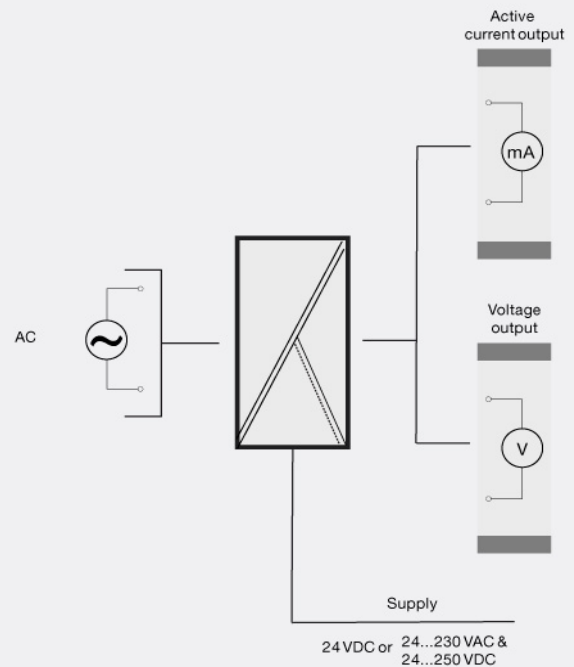 Active
current output
mA
AC
Voltage
output
V
Supply
24 VDC or 24...230 VAC &
24...250 VDC